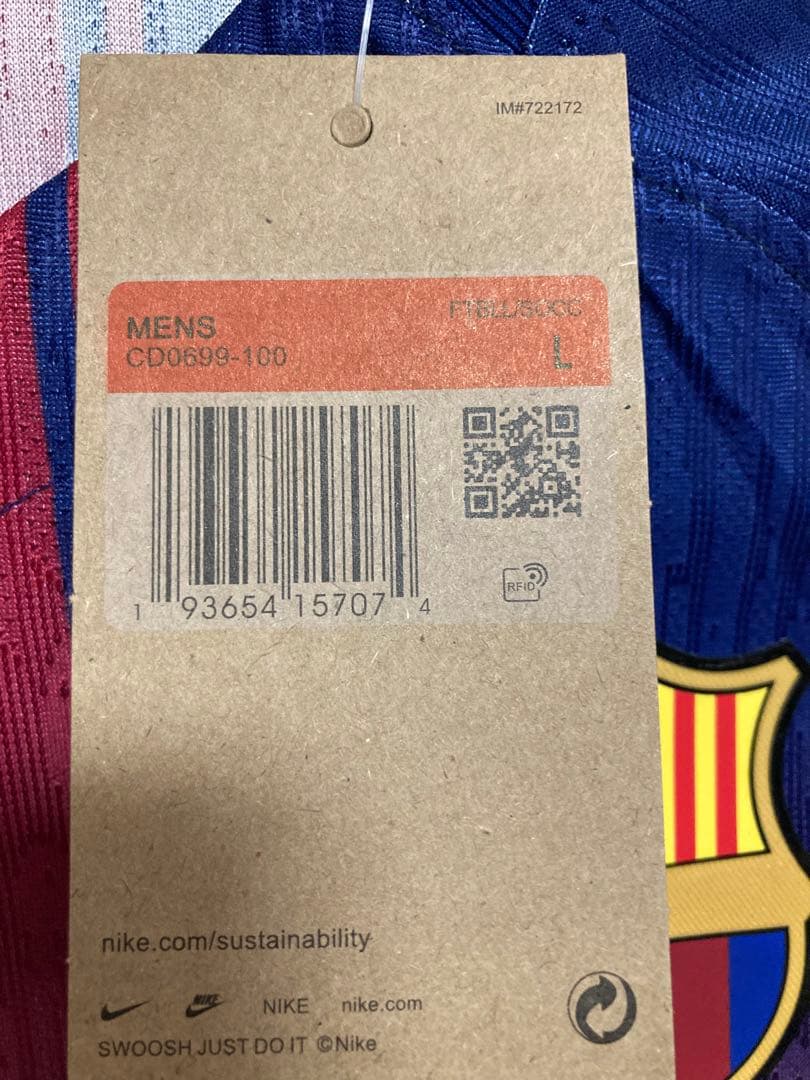 IM#722172
MENS
FTBLL/SOCC
CD0699-100
L
1 93654 15707 4
RFID
nike.com/sustainability
NIKE NIKE nike.com
SWOOSH JUST DO IT ©Nike